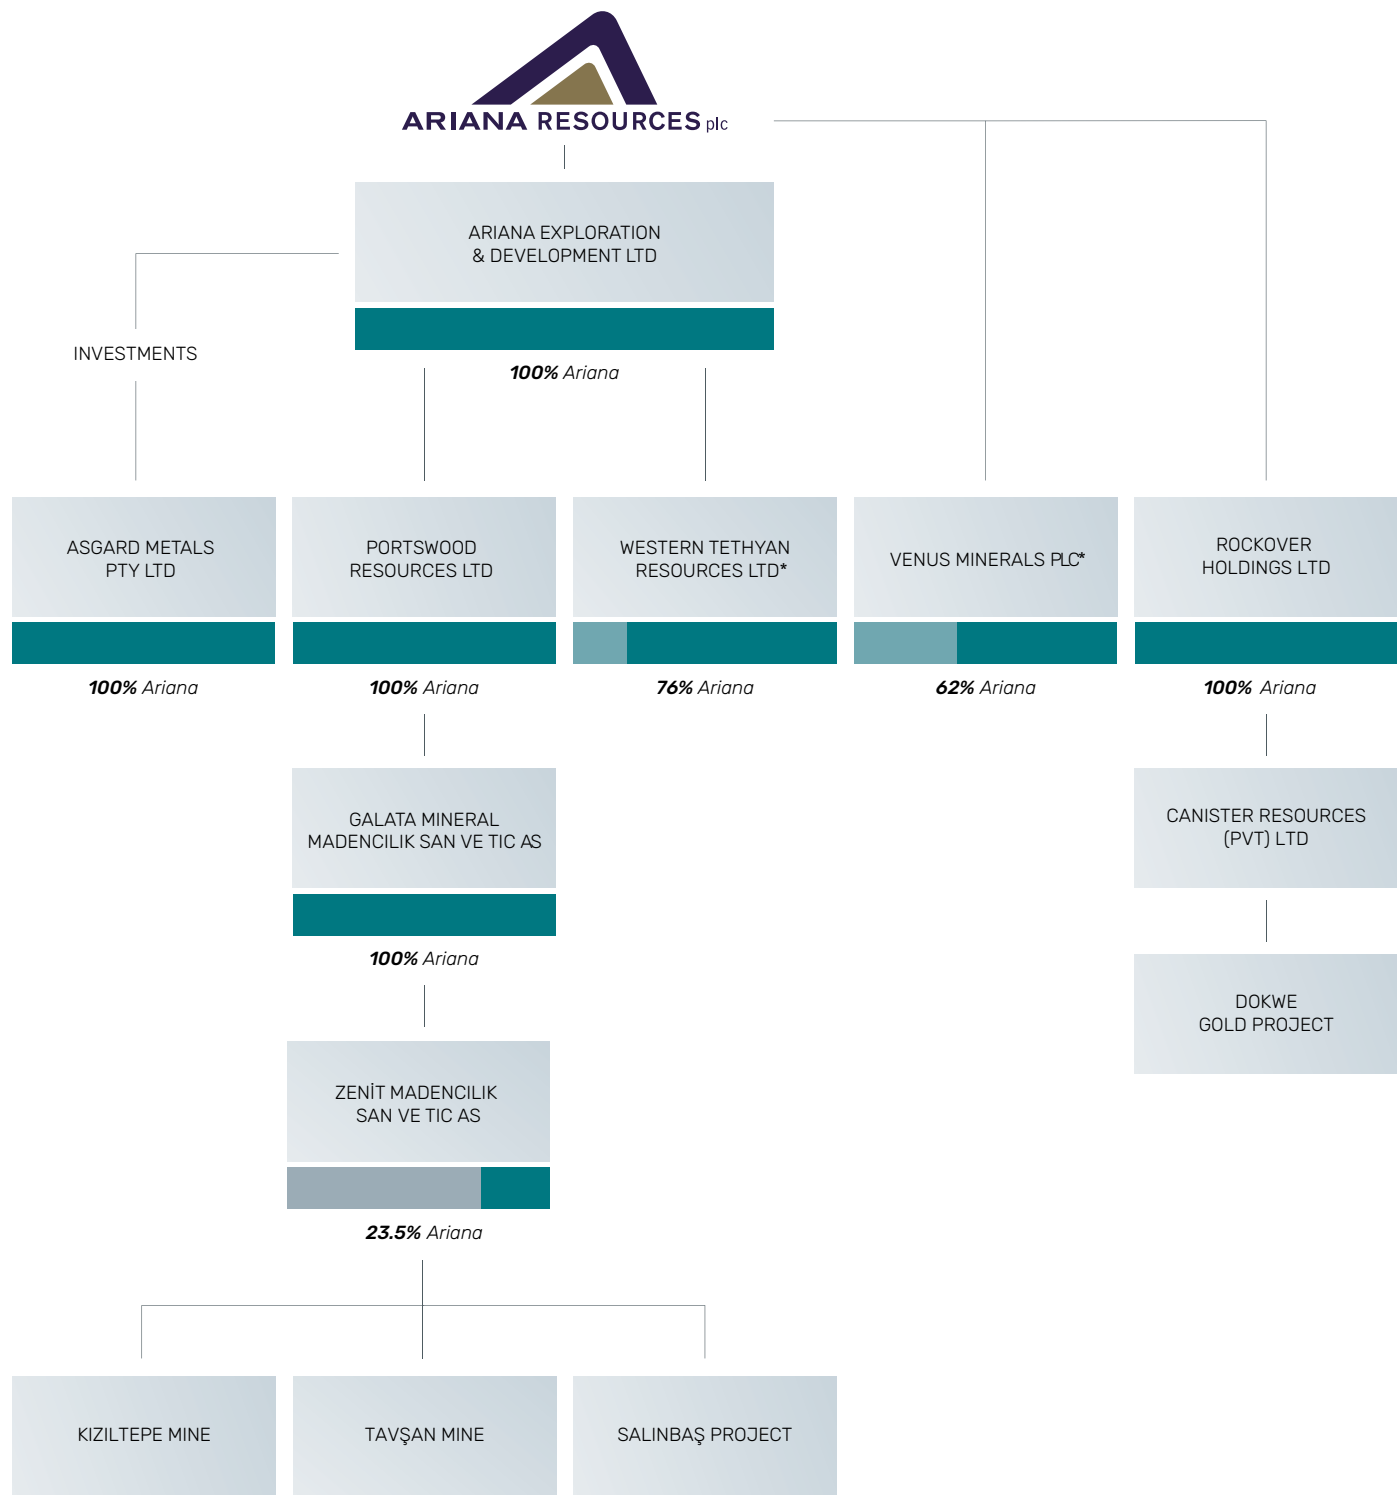 ARIANA RESOURCES plc
ARIANA EXPLORATION
& DEVELOPMENT LTD
INVESTMENTS
100% Ariana
ASGARD METALS
PTY LTD
100% Ariana
PORTSWOOD
RESOURCES LTD
100% Ariana
WESTERN TETHYAN
RESOURCES LTD*
76% Ariana
VENUS MINERALS PLC*
62% Ariana
ROCKOVER
HOLDINGS LTD
100% Ariana
GALATA MINERAL
MADENCILIK SAN VE TIC AS
100% Ariana
CANISTER RESOURCES
(PVT) LTD
DOKWE
GOLD PROJECT
ZENİT MADENCILIK
SAN VE TIC AS
23.5% Ariana
KIZILTEPE MINE
TAVŞAN MINE
SALINBAŞ PROJECT